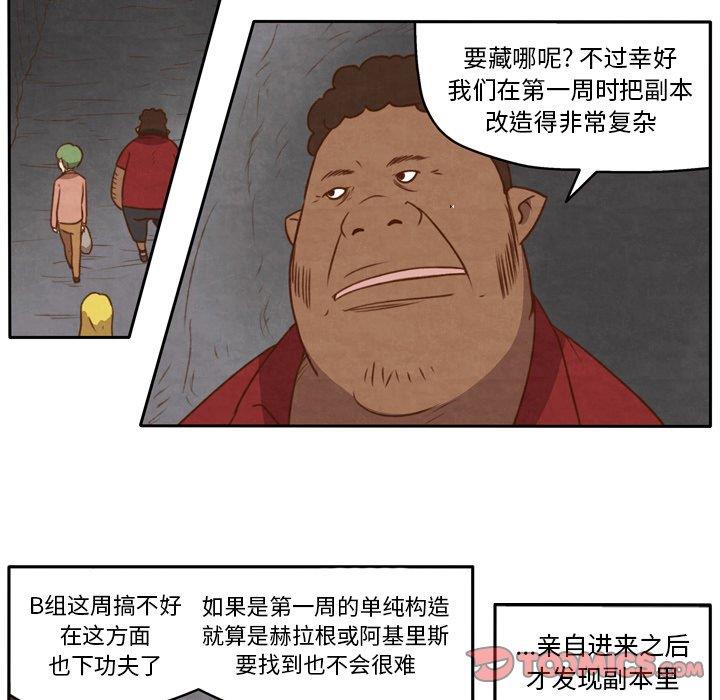 要藏哪呢？不过幸好
我们在第一周时把副本
改造得非常复杂
B组这周搞不好
在这方面
也下功夫了
如果是第一周的单纯构造
就算是赫拉根或阿基里斯
要找到也不会很难
...亲自进来之后
才发现副本里
TOOMICS